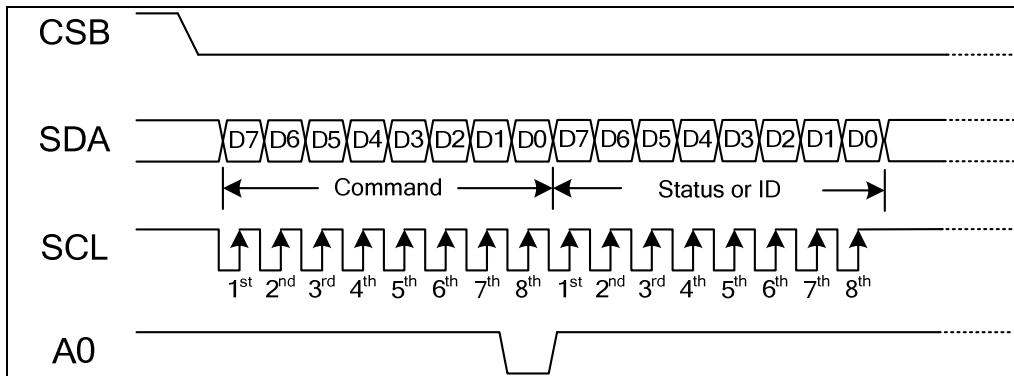 CSB
SDA D7 D6 D5 D4 D3 D2 D1 D0 D7 D6 D5 D4 D3 D2 D1 D0
Command Status or ID
SCL
1st 2nd 3rd 4th 5th 6th 7th 8th 1st 2nd 3rd 4th 5th 6th 7th 8th
A0